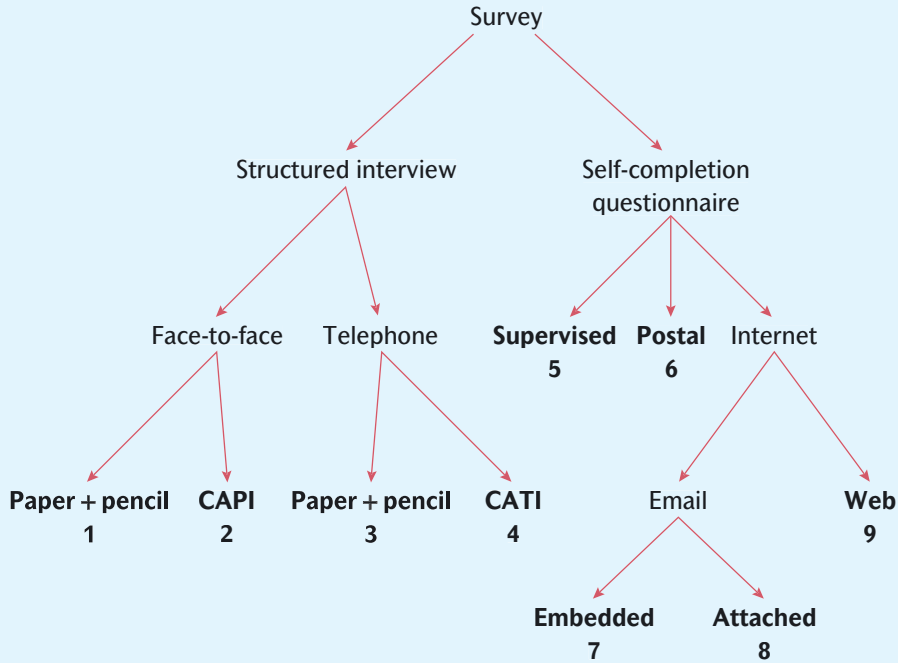 Survey
Structured interview
Self-completion
questionnaire
Face-to-face
Telephone
Supervised
5
Postal
6
Internet
Paper + pencil
1
CAPI
2
Paper + pencil
3
CATI
4
Email
Web
9
Embedded
7
Attached
8